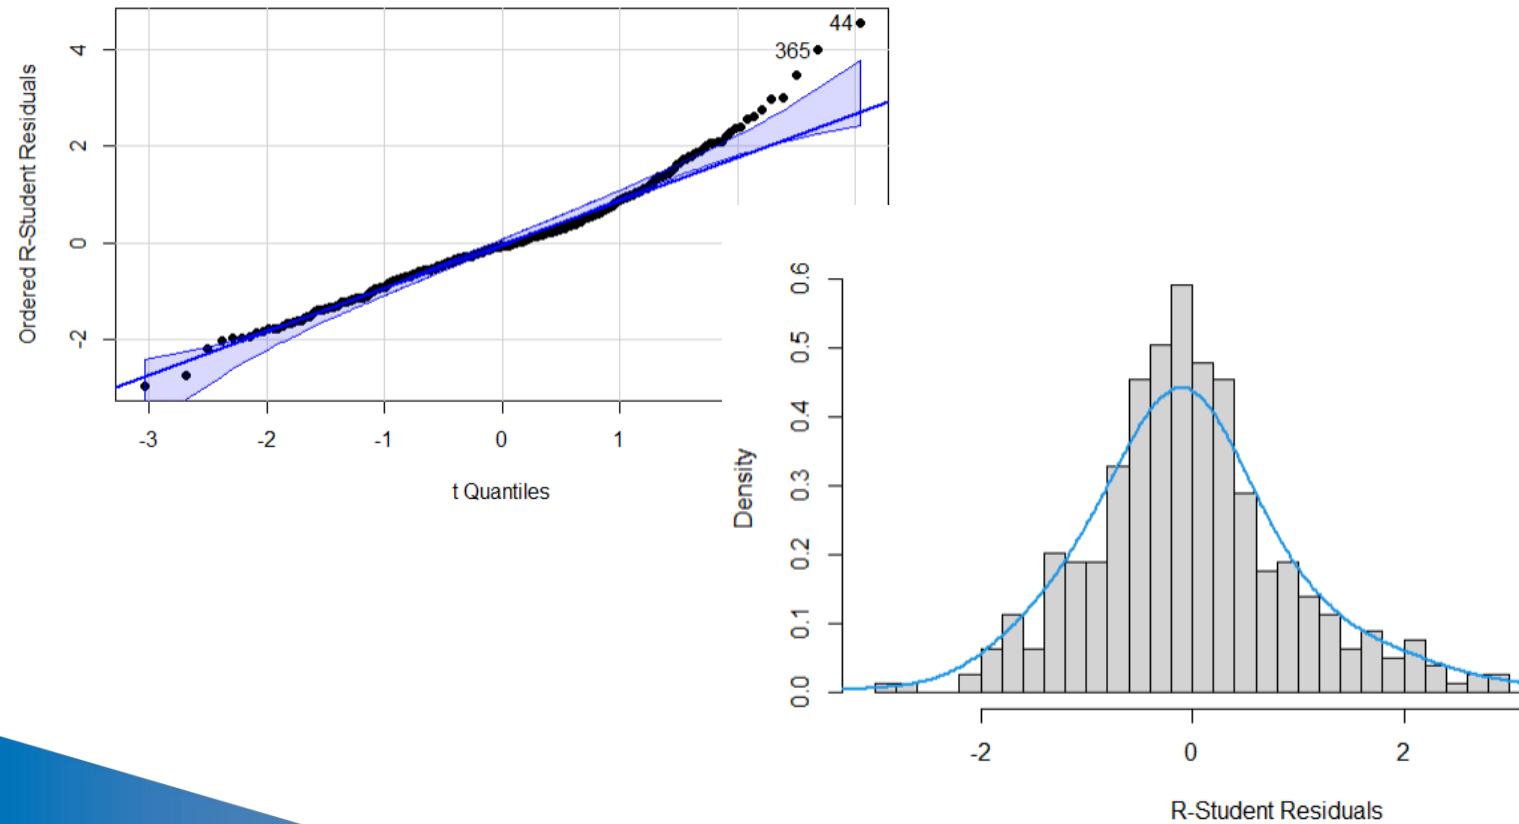 44
365
4
2
0
-2
Ordered R-Student Residuals
-3 -2 -1 0 1
t Quantiles
0.6
0.5
0.4
0.3
0.2
0.1
0.0
Density
-2 0 2
R-Student Residuals